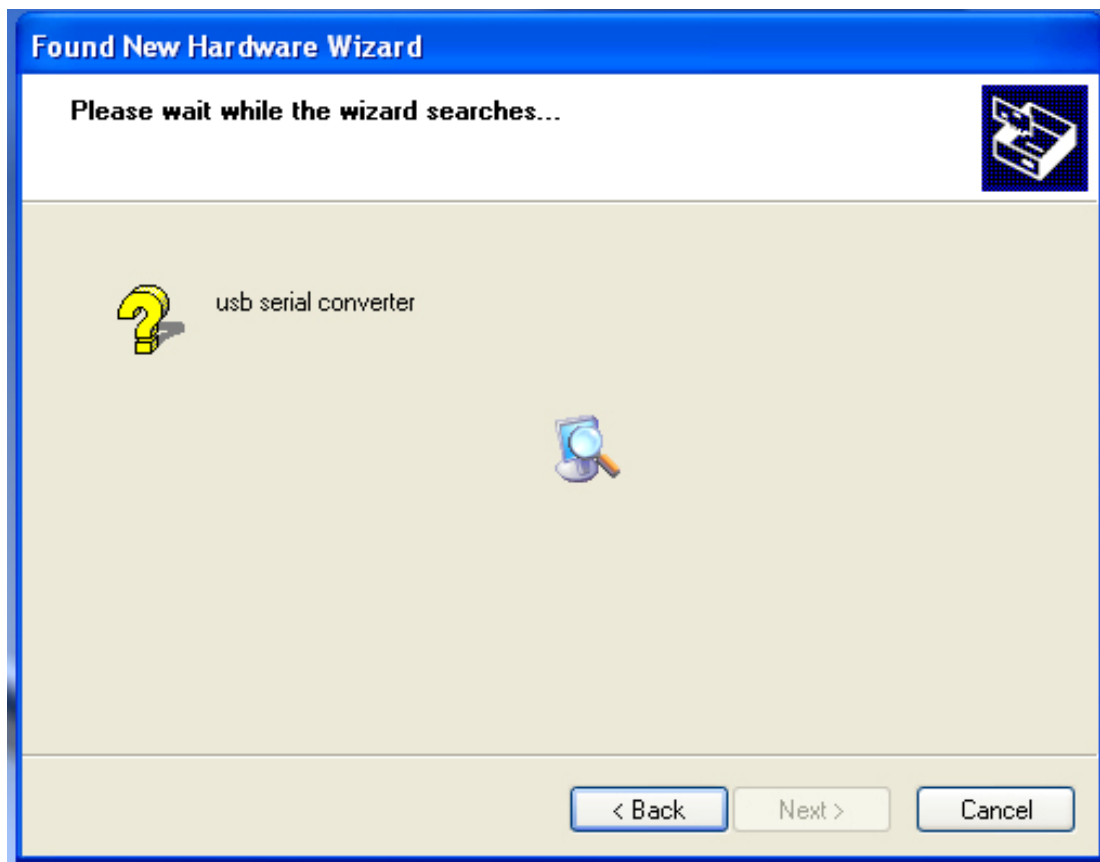 Found New Hardware Wizard
Please wait while the wizard searches...
usb serial converter
< Back
Next >
Cancel